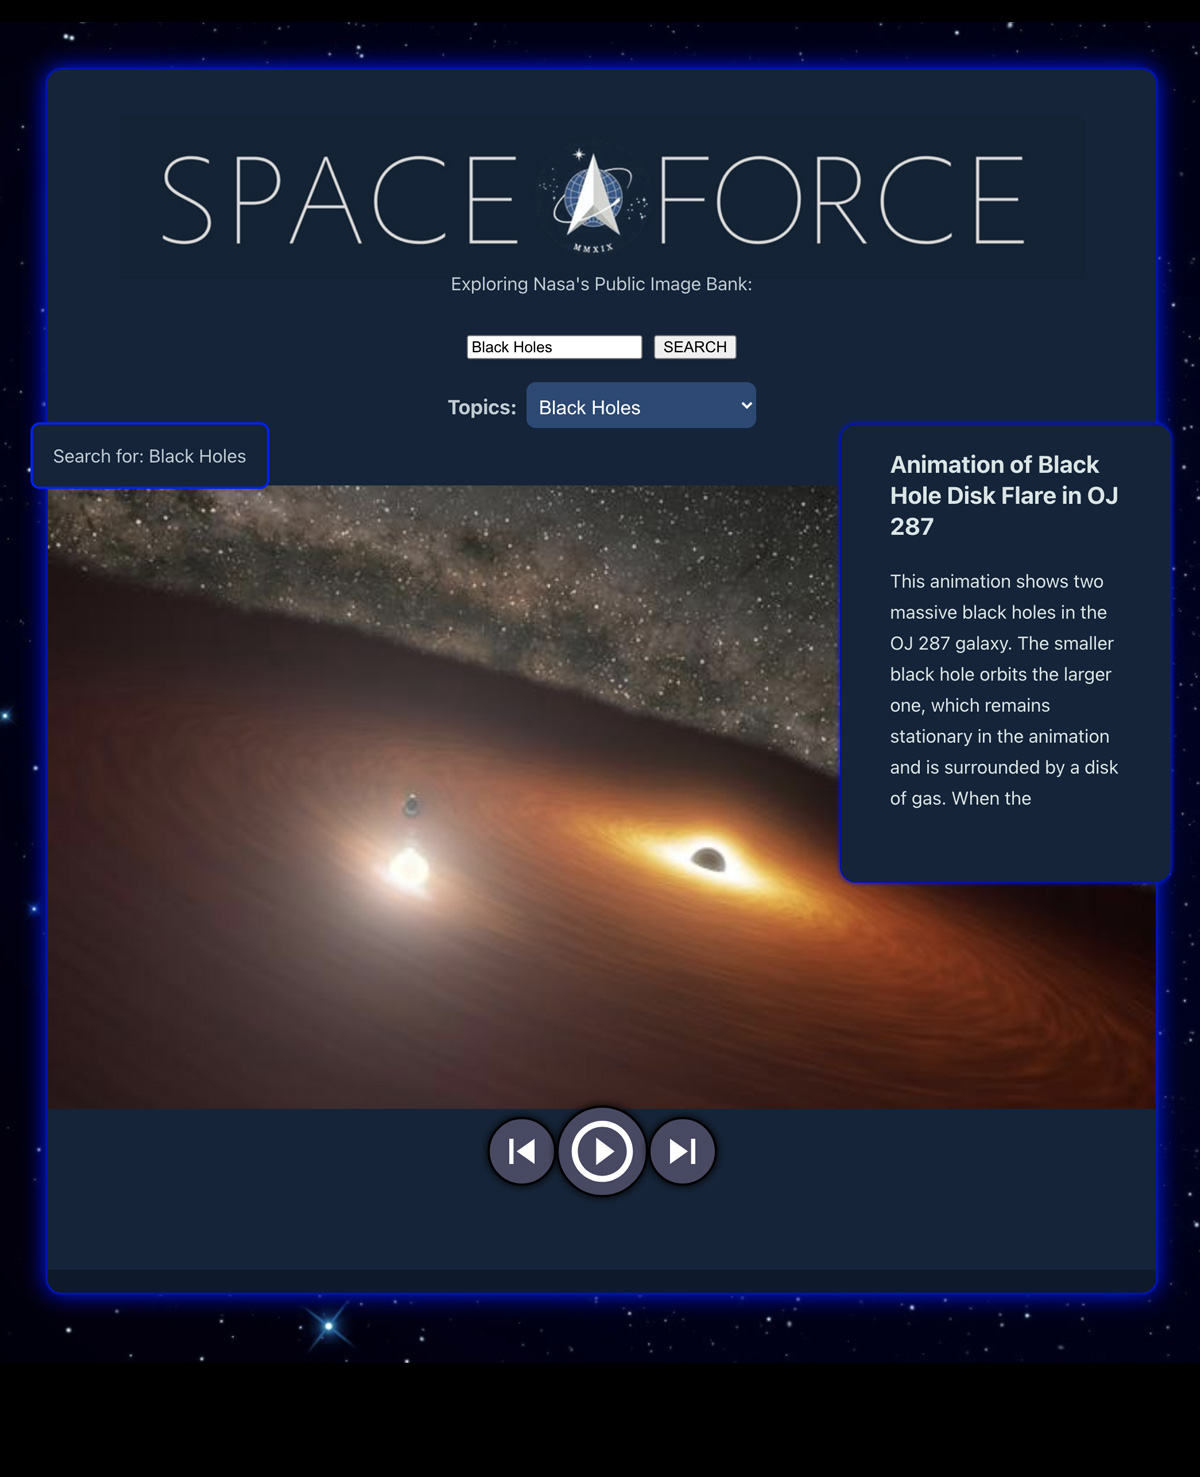 SPACE FORCE
MMXIX
Exploring Nasa's Public Image Bank:
Black Holes SEARCH
Topics: Black Holes
Search for: Black Holes
Animation of Black
Hole Disk Flare in OJ
287
This animation shows two
massive black holes in the
OJ 287 galaxy. The smaller
black hole orbits the larger
one, which remains
stationary in the animation
and is surrounded by a disk
of gas. When the